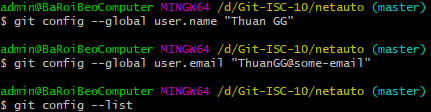 admin@BaRoiBeoComputer MINGW64 /d/Git-ISC-10/netauto (master)
$ git config --global user.name "Thuan GG"
admin@BaRoiBeoComputer MINGW64 /d/Git-ISC-10/netauto (master)
$ git config --global user.email "ThuanGG@some-email"
admin@BaRoiBeoComputer MINGW64 /d/Git-ISC-10/netauto (master)
$ git config --list